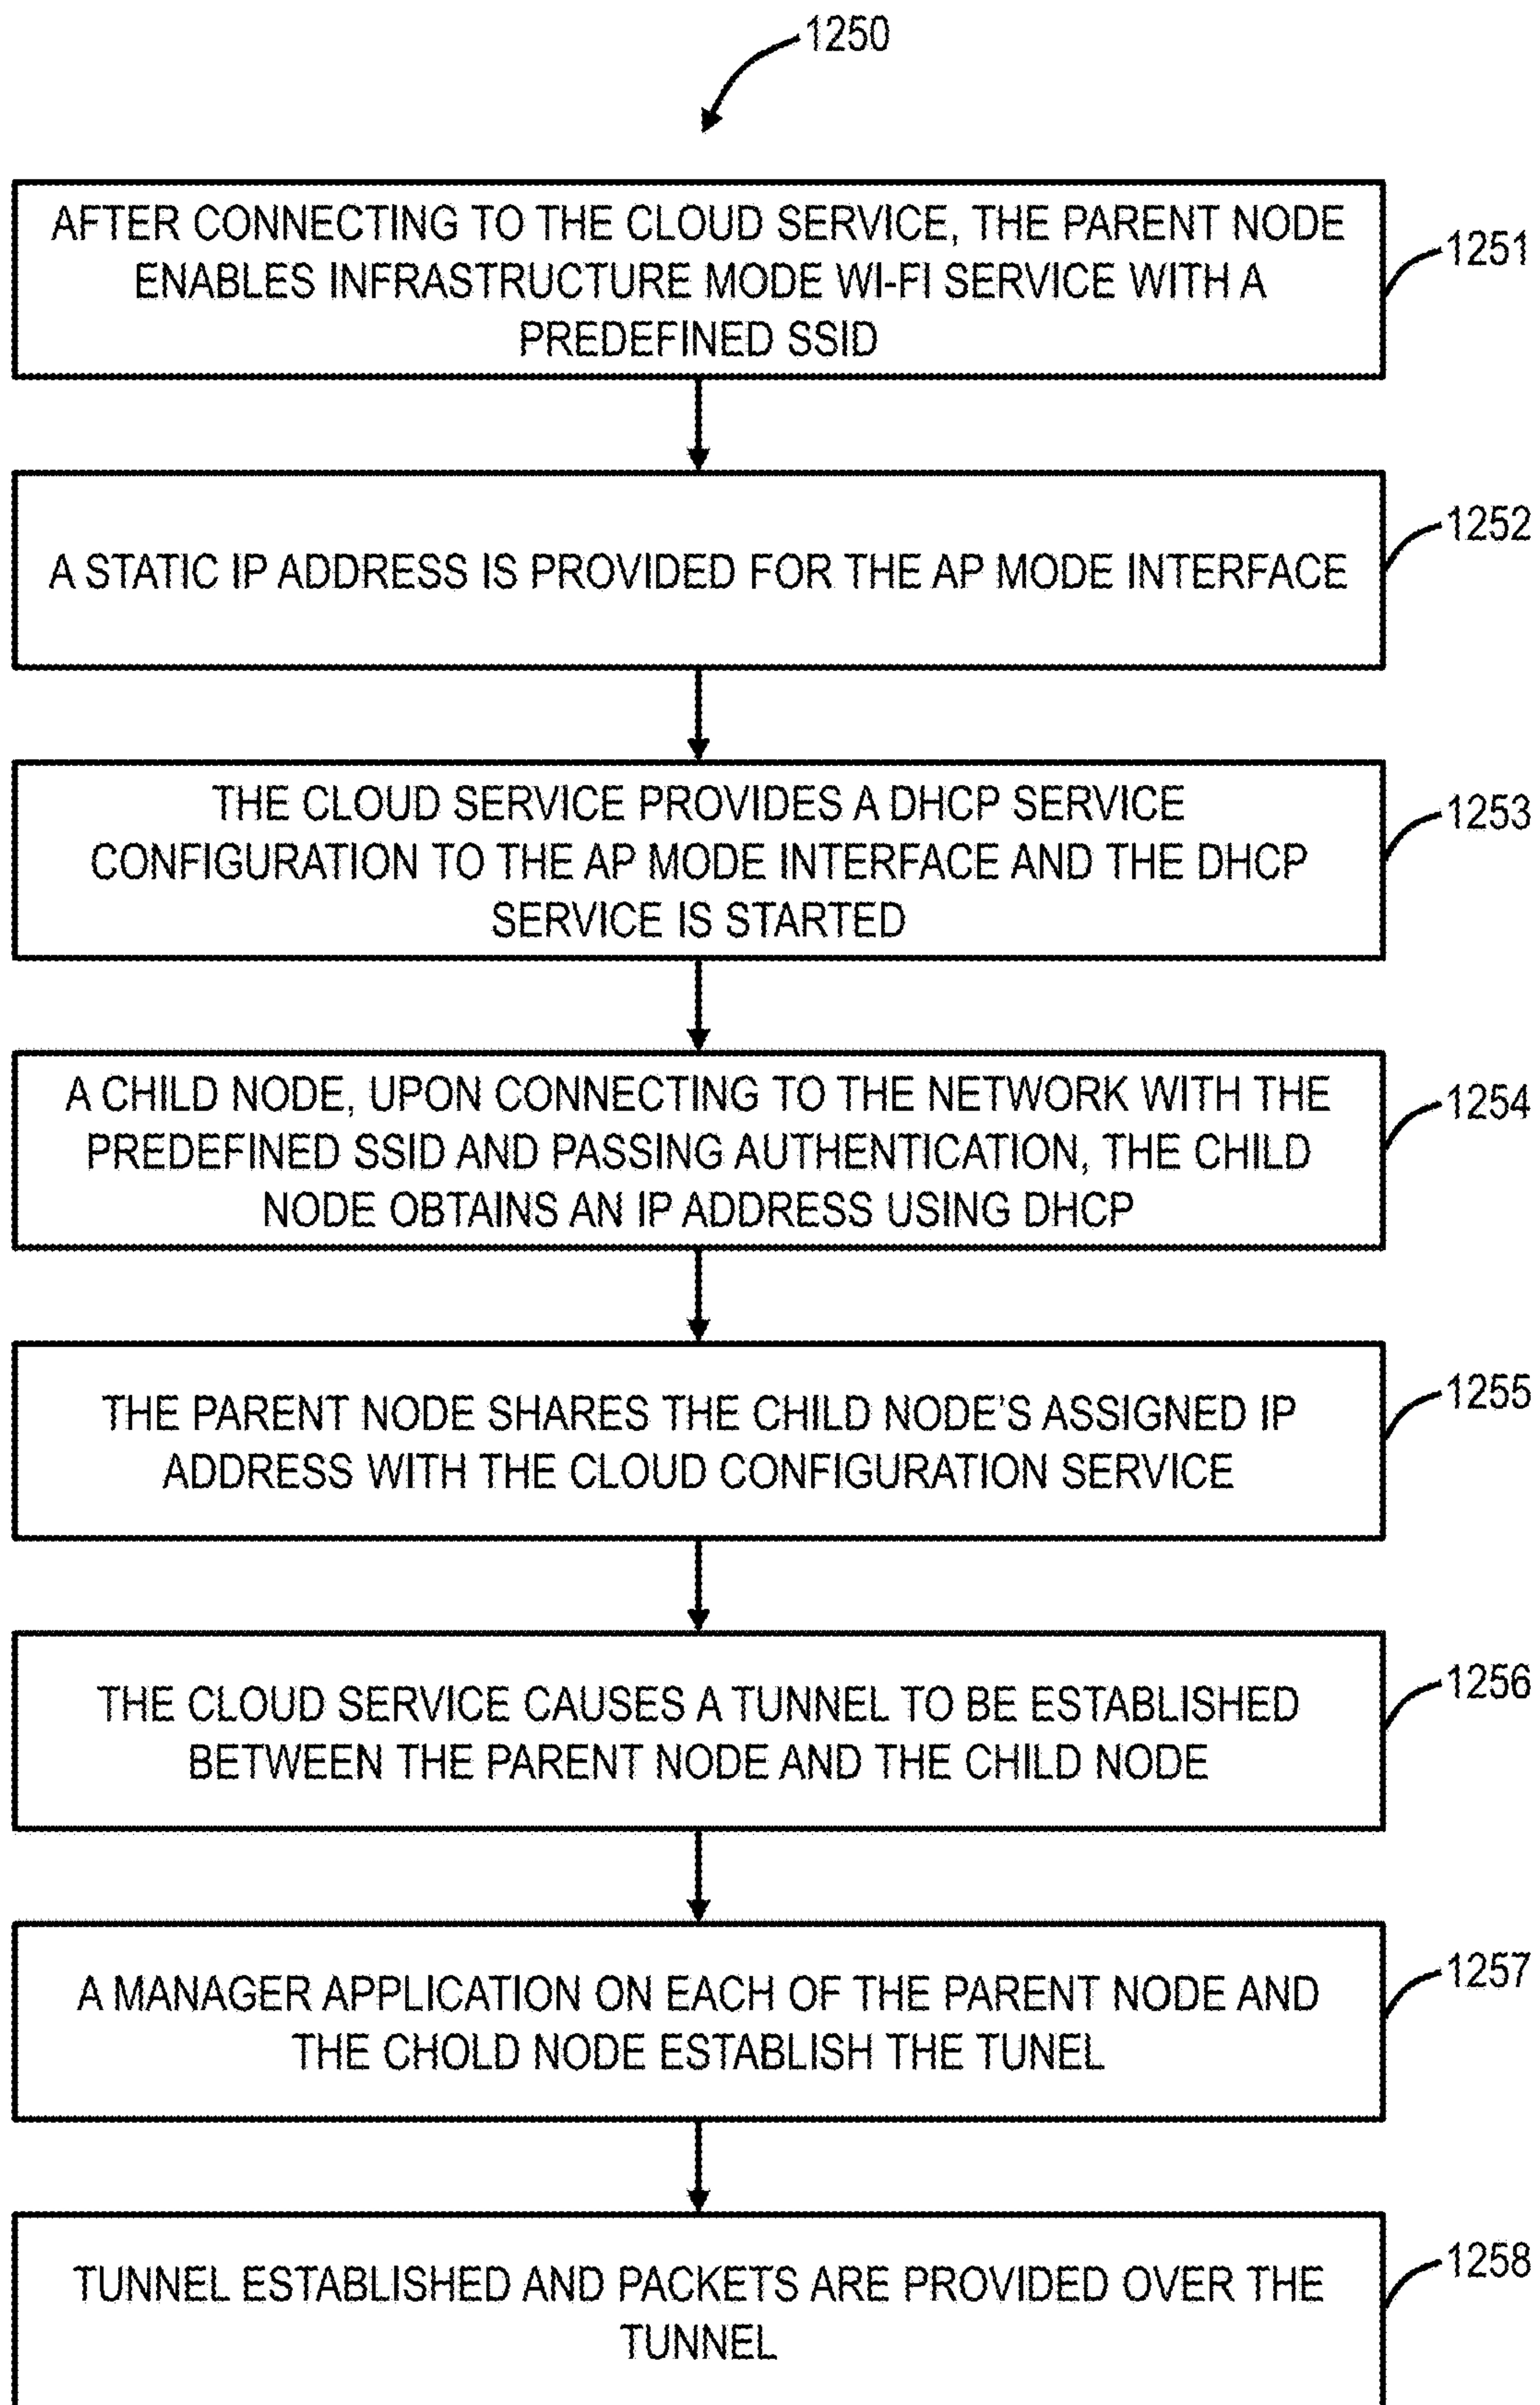 1250
AFTER CONNECTING TO THE CLOUD SERVICE, THE PARENT NODE
ENABLES INFRASTRUCTURE MODE WI-FI SERVICE WITH A
PREDEFINED SSID
1251
A STATIC IP ADDRESS IS PROVIDED FOR THE AP MODE INTERFACE
1252
THE CLOUD SERVICE PROVIDES A DHCP SERVICE
CONFIGURATION TO THE AP MODE INTERFACE AND THE DHCP
SERVICE IS STARTED
1253
A CHILD NODE, UPON CONNECTING TO THE NETWORK WITH THE
PREDEFINED SSID AND PASSING AUTHENTICATION, THE CHILD
NODE OBTAINS AN IP ADDRESS USING DHCP
1254
THE PARENT NODE SHARES THE CHILD NODE'S ASSIGNED IP
ADDRESS WITH THE CLOUD CONFIGURATION SERVICE
1255
THE CLOUD SERVICE CAUSES A TUNNEL TO BE ESTABLISHED
BETWEEN THE PARENT NODE AND THE CHILD NODE
1256
A MANAGER APPLICATION ON EACH OF THE PARENT NODE AND
THE CHOLD NODE ESTABLISH THE TUNEL
1257
TUNNEL ESTABLISHED AND PACKETS ARE PROVIDED OVER THE
TUNNEL
1258